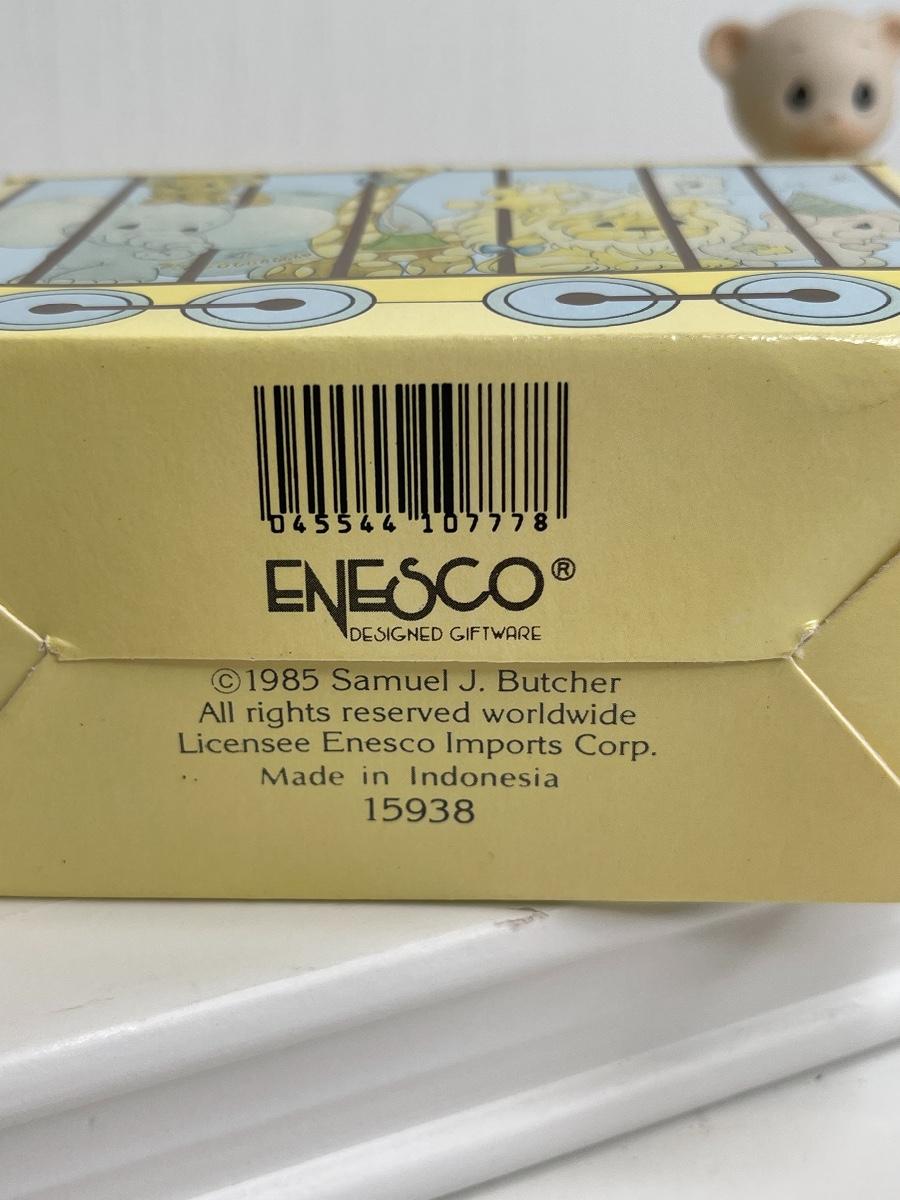 045544 107778
ENESCO®
DESIGNED GIFTWARE
©1985 Samuel J. Butcher
All rights reserved worldwide
Licensee Enesco Imports Corp.
Made in Indonesia
15938